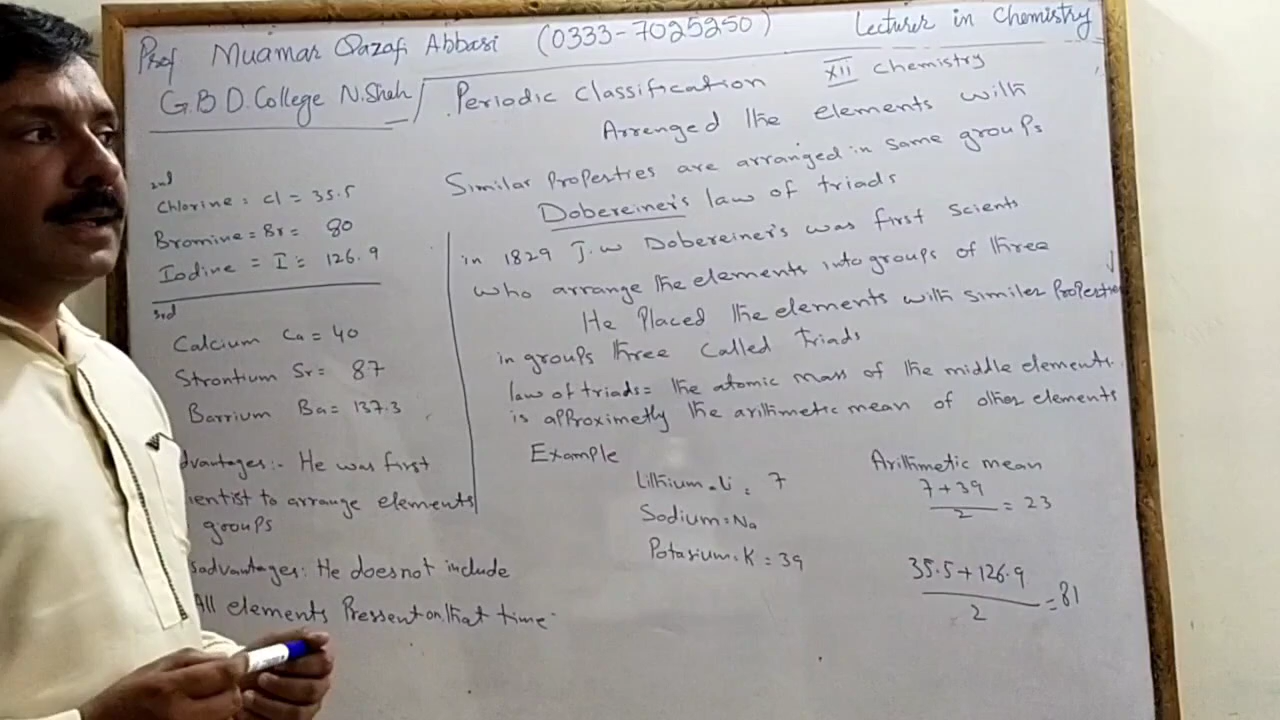 Prof Muamar Qazafi Abbasi (0333-7025250) Lecturer in Chemistry
G.B D.College N.Shah / Periodic Classification XII Chemistry
Arrenged the elements with
Similar Properties are arranged in same groups
Dobereiner's law of triads
in 1829 J.W Dobereiner's was first scients
who arrange the elements into groups of three
He Placed the elements with similer Properties
in groups three called triads
law of triads= the atomic mass of the middle elements.
is approximetly the arithmetic mean of other elements
Example
Lithium. Li = 7
Sodium = Na
Potasium. K = 39
Arithmetic mean
7+39
2
= 23
35.5+126.9
2
=81
2nd
Chlorine: Cl = 35.5
Bromine = Br = 80
Iodine = I = 126.9
3rd
Calcium Ca = 40
Strontium Sr = 87
Barrium Ba = 137.3
dvantages:- He was first
ientist to arrange elements
groups
sadvantages: He does not include
All elements Pressent on that time-